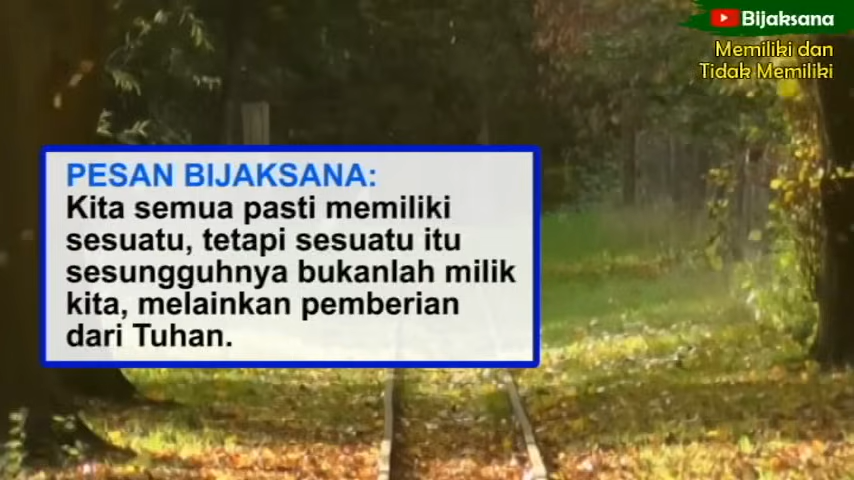 Bijaksana
Memiliki dan
Tidak Memiliki
PESAN BIJAKSANA:
Kita semua pasti memiliki
sesuatu, tetapi sesuatu itu
sesungguhnya bukanlah milik
kita, melainkan pemberian
dari Tuhan.